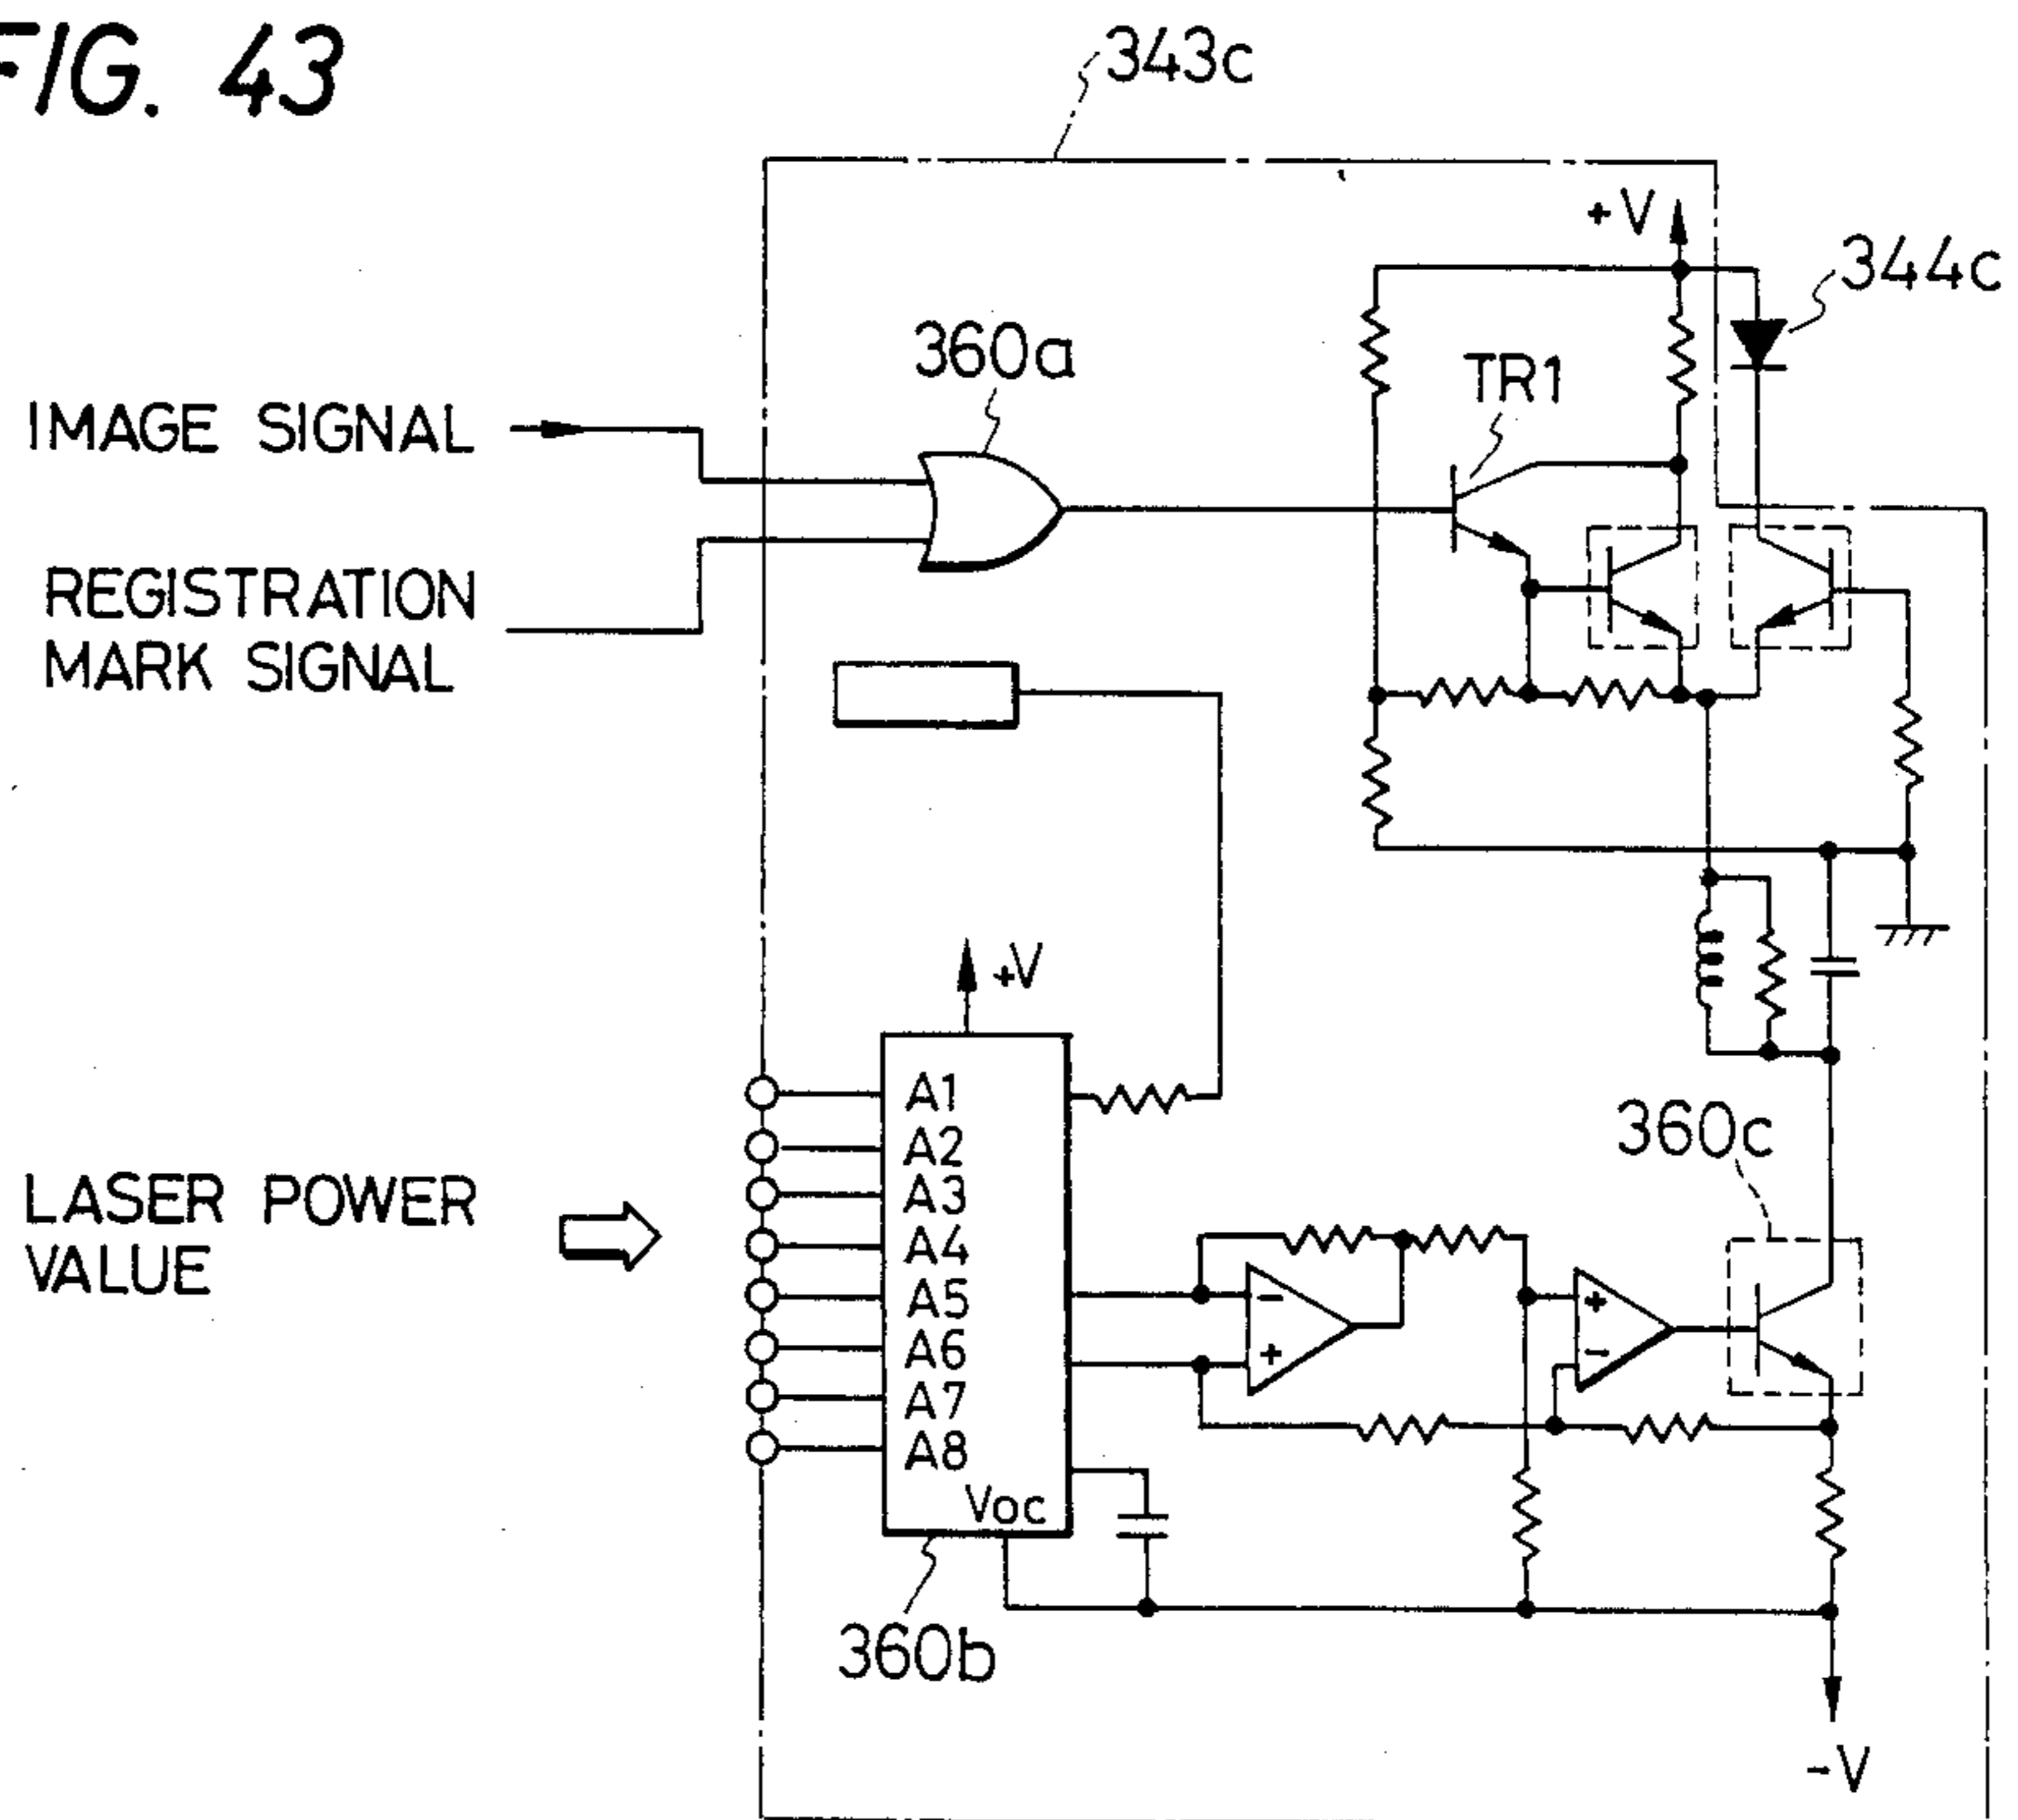 FIG. 43
343c
+V
344c
360a
TR1
IMAGE SIGNAL
REGISTRATION
MARK SIGNAL
+V
A1
A2
A3
A4
A5
A6
A7
A8
Voc
360c
LASER POWER
VALUE
-
+
+
-
360b
-V